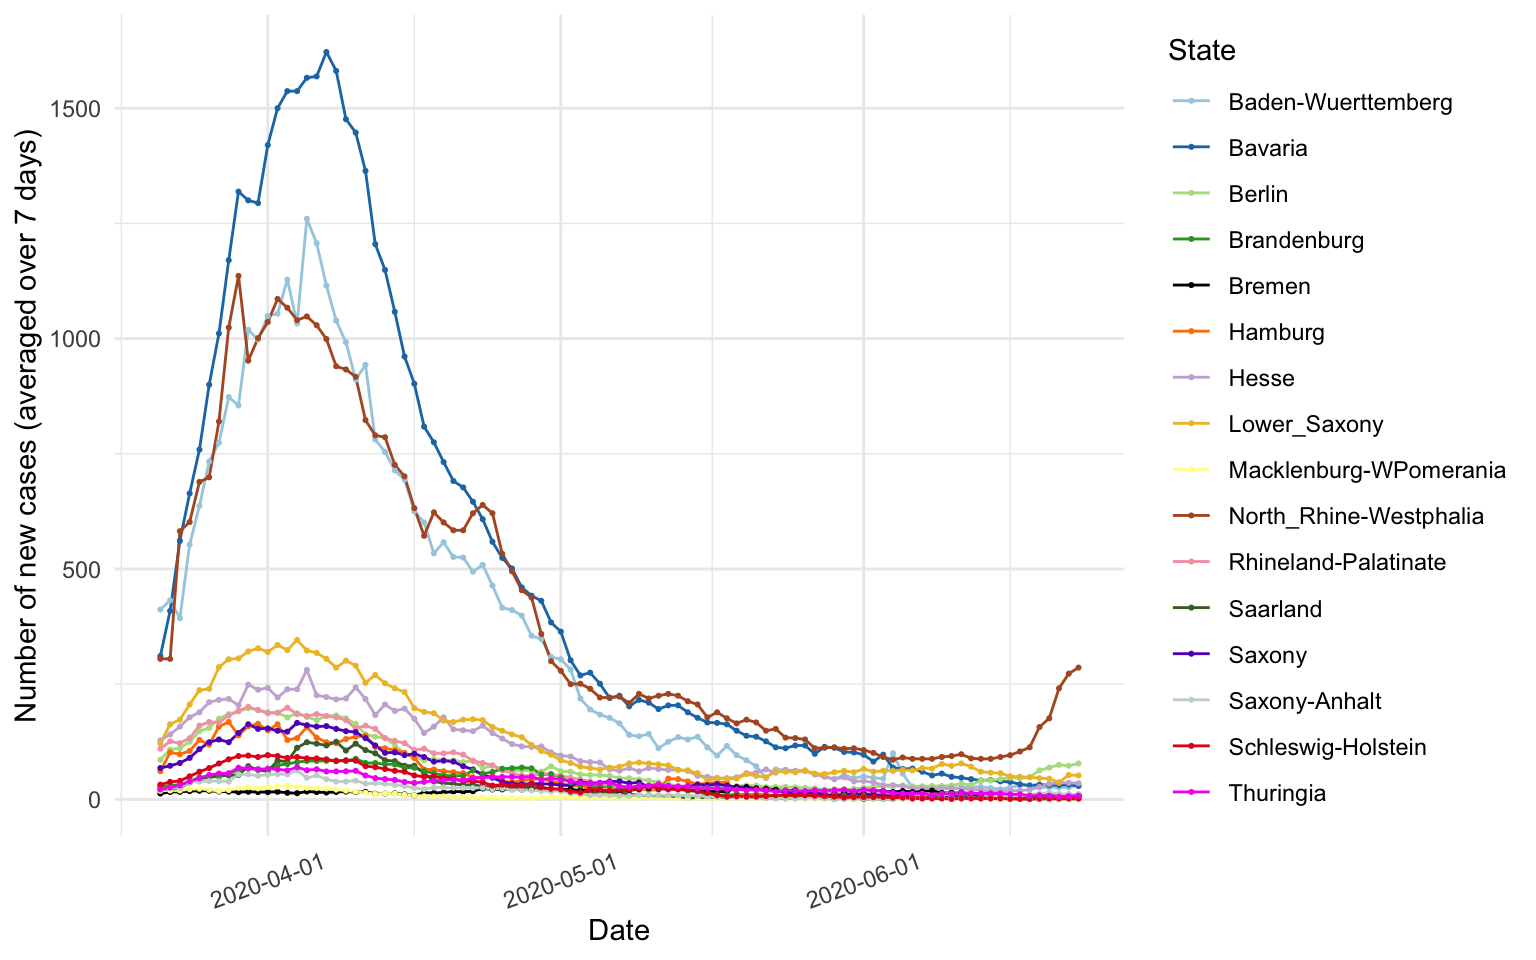 Number of new cases (averaged over 7 days)
1500
1000
500
0
2020-04-01
2020-05-01
2020-06-01
Date
State
Baden-Wuerttemberg
Bavaria
Berlin
Brandenburg
Bremen
Hamburg
Hesse
Lower_Saxony
Macklenburg-WPomerania
North_Rhine-Westphalia
Rhineland-Palatinate
Saarland
Saxony
Saxony-Anhalt
Schleswig-Holstein
Thuringia